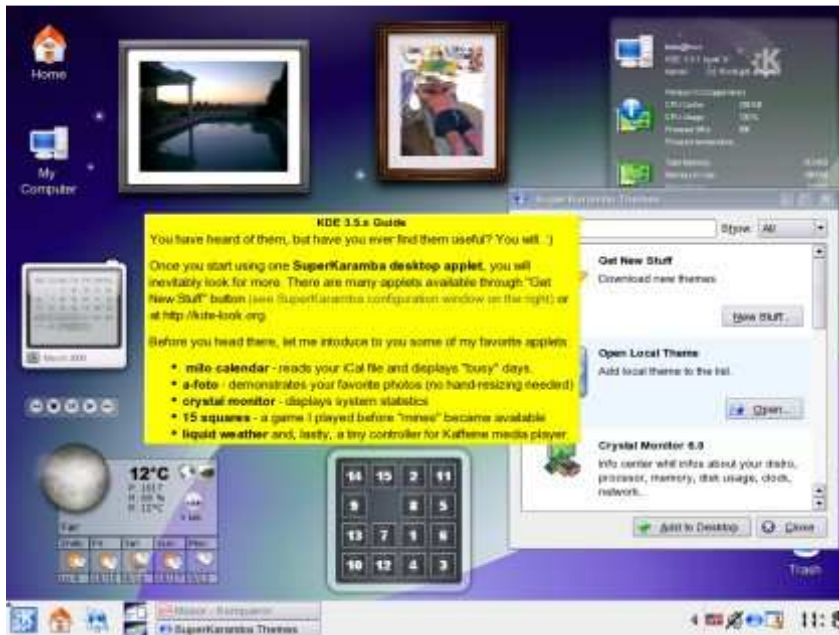 Home
My
Computer
KDE 3.5.x Guide
You have heard of them, but have you ever find them useful? You will. :)
Once you start using one SuperKaramba desktop applet, you will
inevitably look for more. There are many applets available through "Get
New Stuff" button (see SuperKaramba configuration window on the right) or
at http://kde-look.org.
Before you head there, let me intoduce to you some of my favorite applets:
milo calendar - reads your iCal file and displays "busy" days.
a-foto - demonstrates your favorite photos (no hand-resizing needed)
crystal monitor - displays system statistics
15 squares - a game I played before "mines" became available
liquid weather and, lastly, a tiny controller for Kaffeine media player.
SuperKaramba Themes
Show: All
Get New Stuff
Download new themes.
New Stuff...
Open Local Theme
Add local theme to the list.
Open...
Crystal Monitor
Info center whit infos about your distro,
processor, memory, disk usage, clock,
network...
Add to Desktop
Close
12°C
Fair
14 15 2 11
9 8 5
13 7 1 6
10 12 4 3
Trash
SuperKaramba Themes